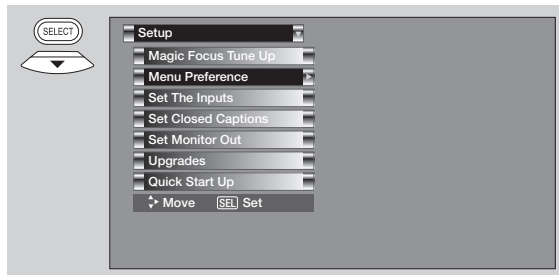 SELECT
Setup
Magic Focus Tune Up
Menu Preference
Set The Inputs
Set Closed Captions
Set Monitor Out
Upgrades
Quick Start Up
Move SEL Set